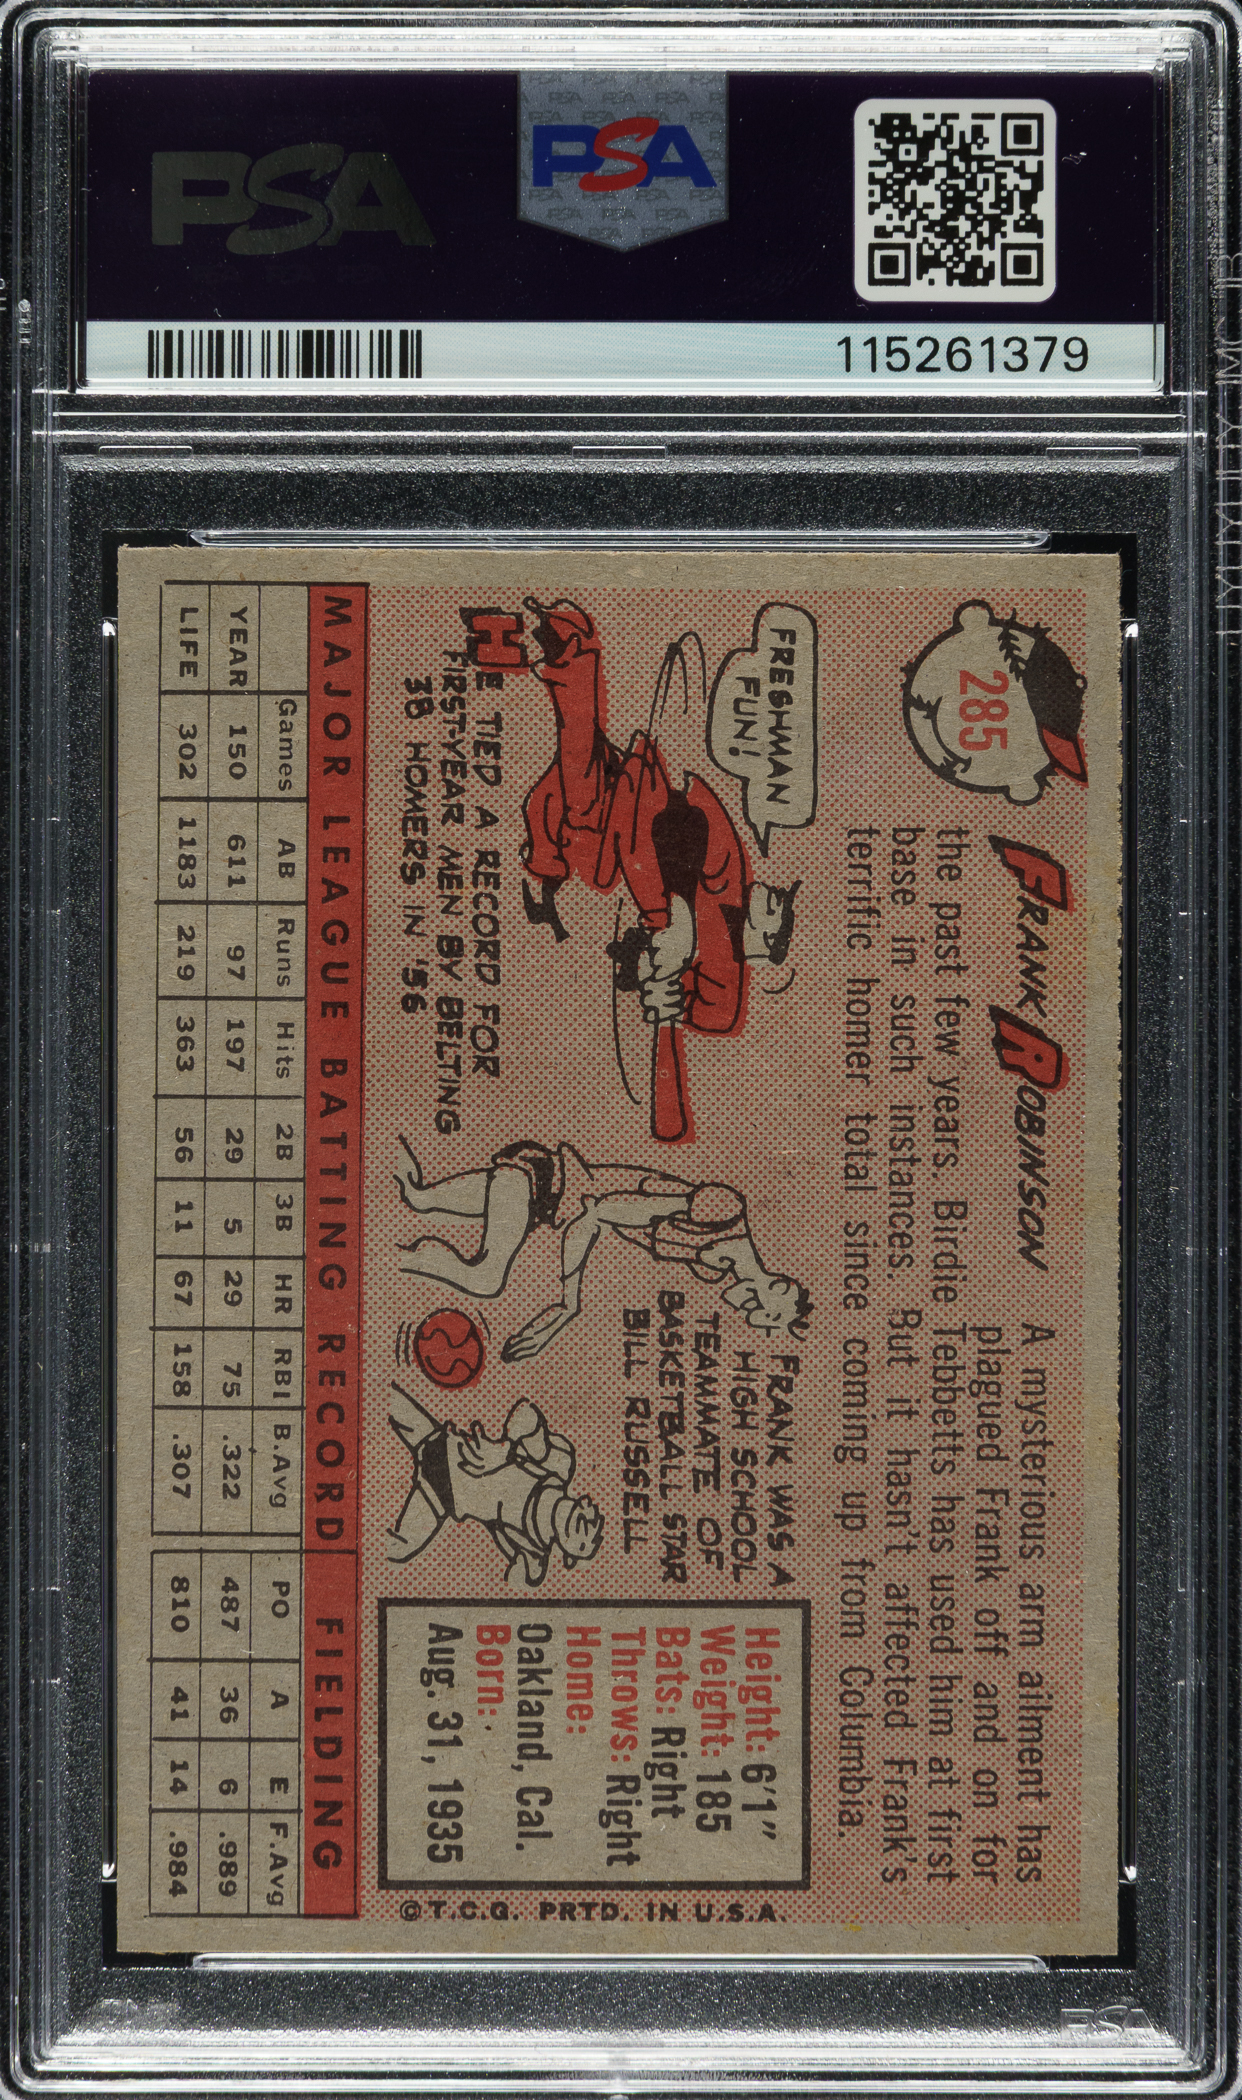 PSA
PSA
115261379
285
FRANK ROBINSON
A mysterious arm ailment has
plagued Frank off and on for
the past few years. Birdie Tebbetts has used him at first
base in such instances. But it hasn't affected Frank's
terrific homer total since coming up from Columbia.
FRESHMAN
FUN!
HE TIED A RECORD FOR
FIRST-YEAR MEN BY BELTING
38 HOMERS IN '56
FRANK WAS A
HIGH SCHOOL
TEAMMATE OF
BASKETBALL STAR
BILL RUSSELL
Height: 6'1"
Weight: 185
Bats: Right
Throws: Right
Home:
Oakland, Cal.
Born:
Aug. 31, 1935
© T.C.G. PRTD. IN U.S.A.
MAJOR LEAGUE BATTING RECORD FIELDING
Games AB Runs Hits 2B 3B HR RBI B.Avg PO A E F.Avg
YEAR 150 611 97 197 29 5 29 75 .322 487 36 6 .989
LIFE 302 1183 219 363 56 11 67 158 .307 810 41 14 .984
PSA